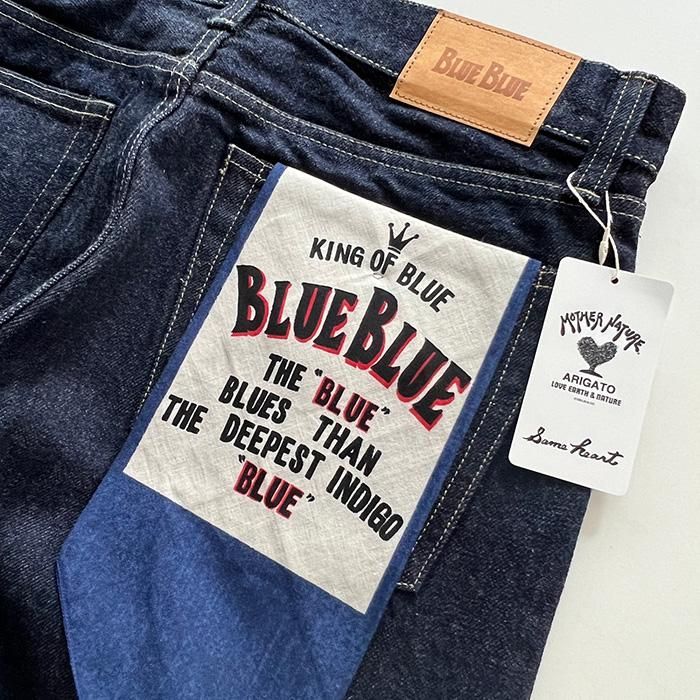 BLUE BLUE
KING OF BLUE
BLUE BLUE
THE "BLUE"
BLUES THAN
THE DEEPEST INDIGO
"BLUE"
MOTHER NATURE
ARIGATO
LOVE EARTH & NATURE
Same heart